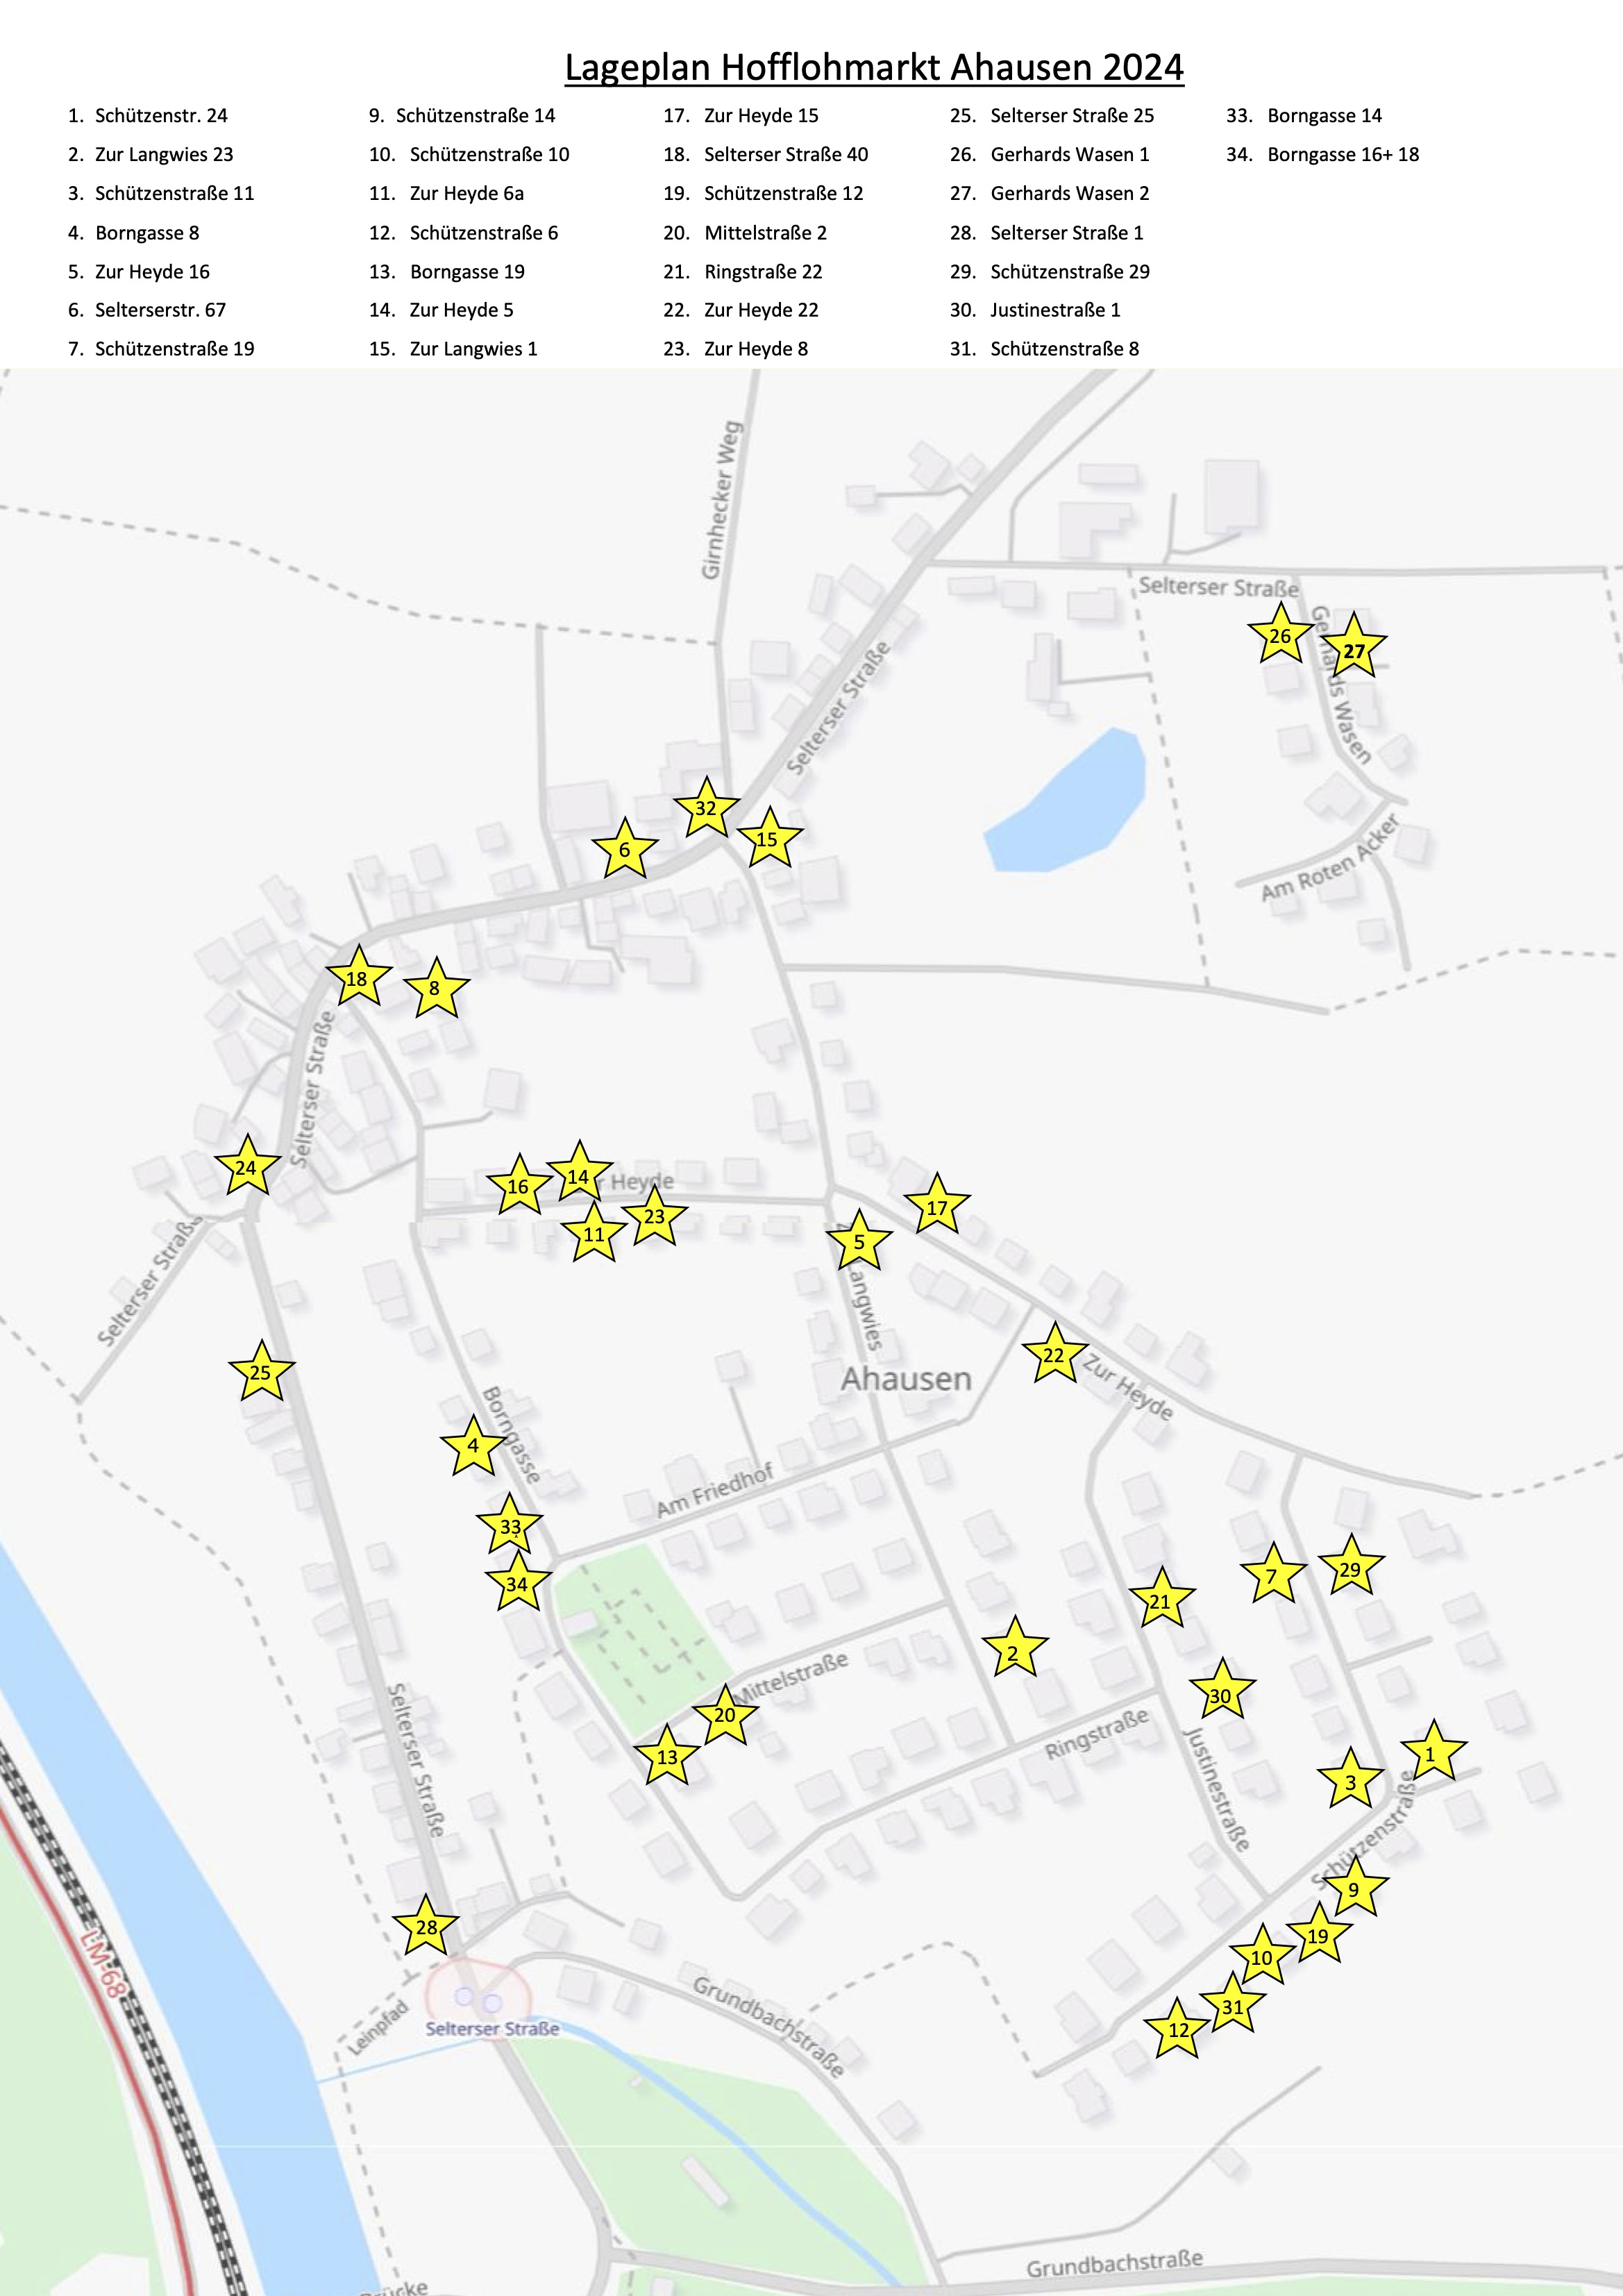 Lageplan Hofflohmarkt Ahausen 2024
1. Schützenstr. 24
2. Zur Langwies 23
3. Schützenstraße 11
4. Borngasse 8
5. Zur Heyde 16
6. Selterserstr. 67
7. Schützenstraße 19
9. Schützenstraße 14
10. Schützenstraße 10
11. Zur Heyde 6a
12. Schützenstraße 6
13. Borngasse 19
14. Zur Heyde 5
15. Zur Langwies 1
17. Zur Heyde 15
18. Selterser Straße 40
19. Schützenstraße 12
20. Mittelstraße 2
21. Ringstraße 22
22. Zur Heyde 22
23. Zur Heyde 8
25. Selterser Straße 25
26. Gerhards Wasen 1
27. Gerhards Wasen 2
28. Selterser Straße 1
29. Schützenstraße 29
30. Justinestraße 1
31. Schützenstraße 8
33. Borngasse 14
34. Borngasse 16+ 18
Girnhecker Weg
Selterser Straße
26
27
Gerhards Wasen
Selterser Straße
32
15
6
Am Roten Acker
18
8
Selterser Straße
24
16
14
Heyde
11
23
5
17
Langwies
Selterser Straß
25
Ahausen
22
Zur Heyde
Borngasse
4
33
34
Am Friedhof
7
29
21
2
30
Mittelstraße
20
13
Selterser Straße
Ringstraße
Justinestraße
1
3
Schützenstraße
9
19
10
31
12
28
LM-68
Leinpfad
Selterser Straße
Grundbachstraße
Grundbachstraße